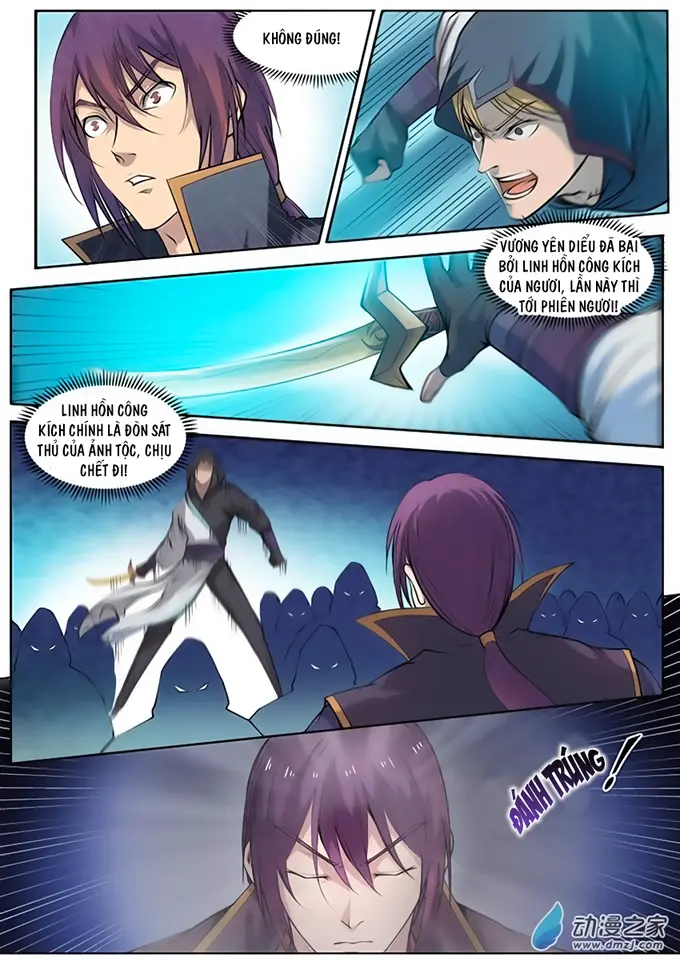 KHÔNG ĐÚNG!
VƯƠNG YÊN DIỂU ĐÃ BẠI
BỞI LINH HỒN CÔNG KÍCH
CỦA NGƯƠI, LẦN NÀY THÌ
TỚI PHIÊN NGƯƠI!
LINH HỒN CÔNG
KÍCH CHÍNH LÀ ĐÒN SÁT
THỦ CỦA ẢNH TỘC, CHỊU
CHẾT ĐI!
ĐÁNH TRÚNG!
动漫之家
www.dmzj.com